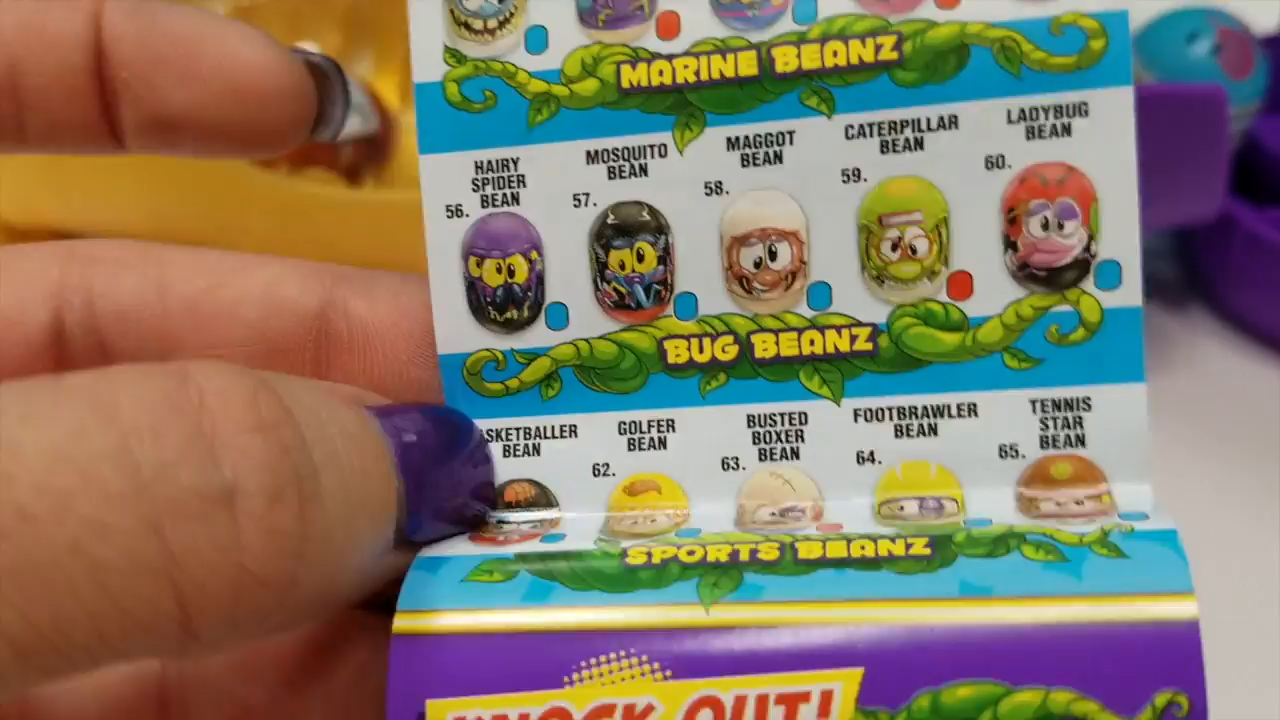 MARINE BEANZ
HAIRY
SPIDER
BEAN
56.
MOSQUITO
BEAN
57.
MAGGOT
BEAN
58.
CATERPILLAR
BEAN
59.
LADYBUG
BEAN
60.
BUG BEANZ
SKETBALLER
BEAN
GOLFER
BEAN
62.
BUSTED
BOXER
BEAN
63.
FOOTBRAWLER
BEAN
64.
TENNIS
STAR
BEAN
65.
SPORTS BEANZ
KNOCK OUT!